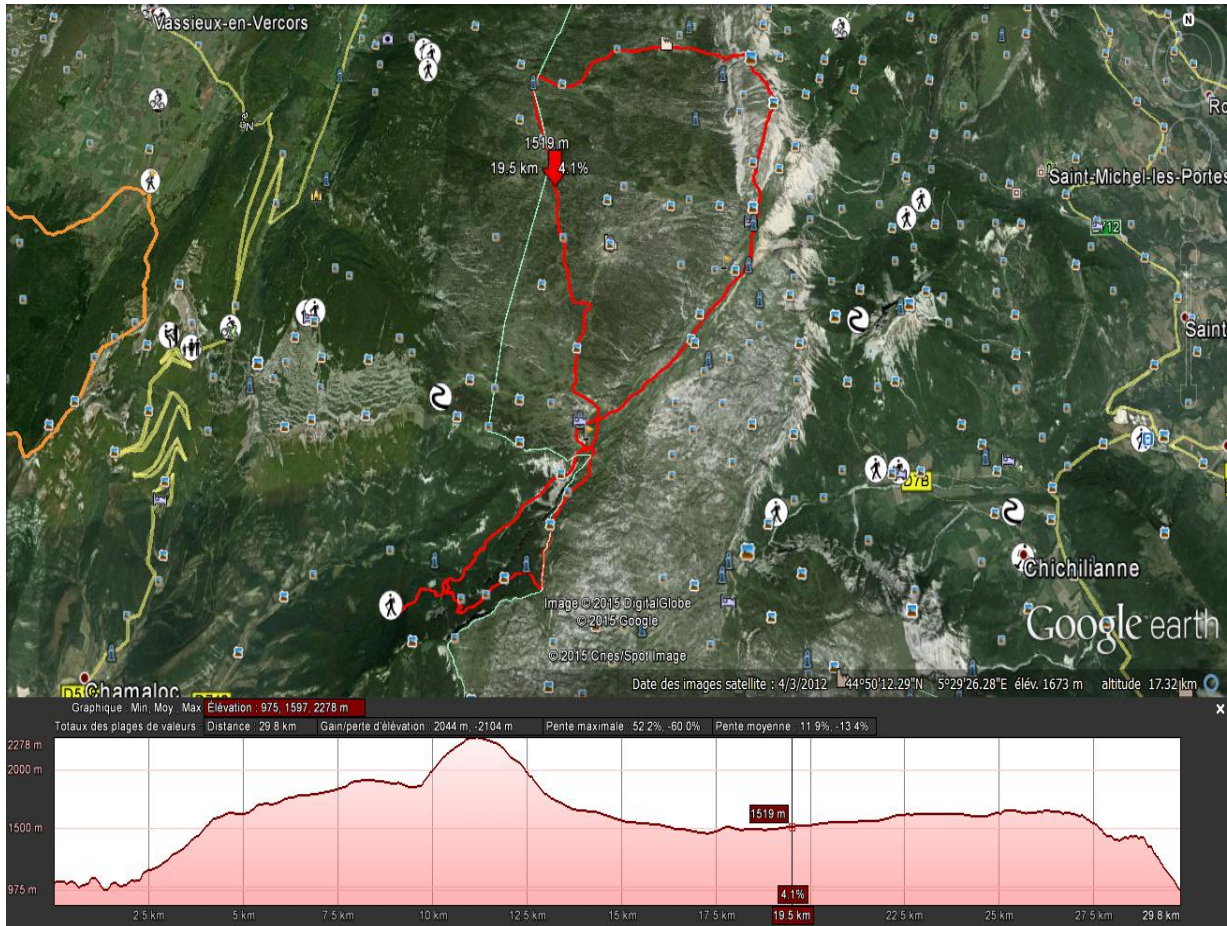 Vassieux-en-Vercors
N
1519 m
19.5 km 4.1%
Saint-Michel-les-Portes
Saint
D7B
Chichilianne
Image © 2015 DigitalGlobe
© 2015 Google
© 2015 Cnes/Spot Image
Google earth
Chamaloc
Date des images satellite : 4/3/2012 44°50'12.29"N 5°29'26.28"E élév. 1673 m altitude 17.32 km
Graphique : Min, Moy., Max Élévation : 975, 1597, 2278 m
Totaux des plages de valeurs : Distance : 29.8 km Gain/perte d'élévation : 2044 m, -2104 m Pente maximale : 52.2%, -60.0% Pente moyenne : 11.9%, -13.4%
2278 m
2000 m
1519 m
1500 m
975 m
4.1%
2.5 km 5 km 7.5 km 10 km 12.5 km 15 km 17.5 km 19.5 km 22.5 km 25 km 27.5 km 29.8 km